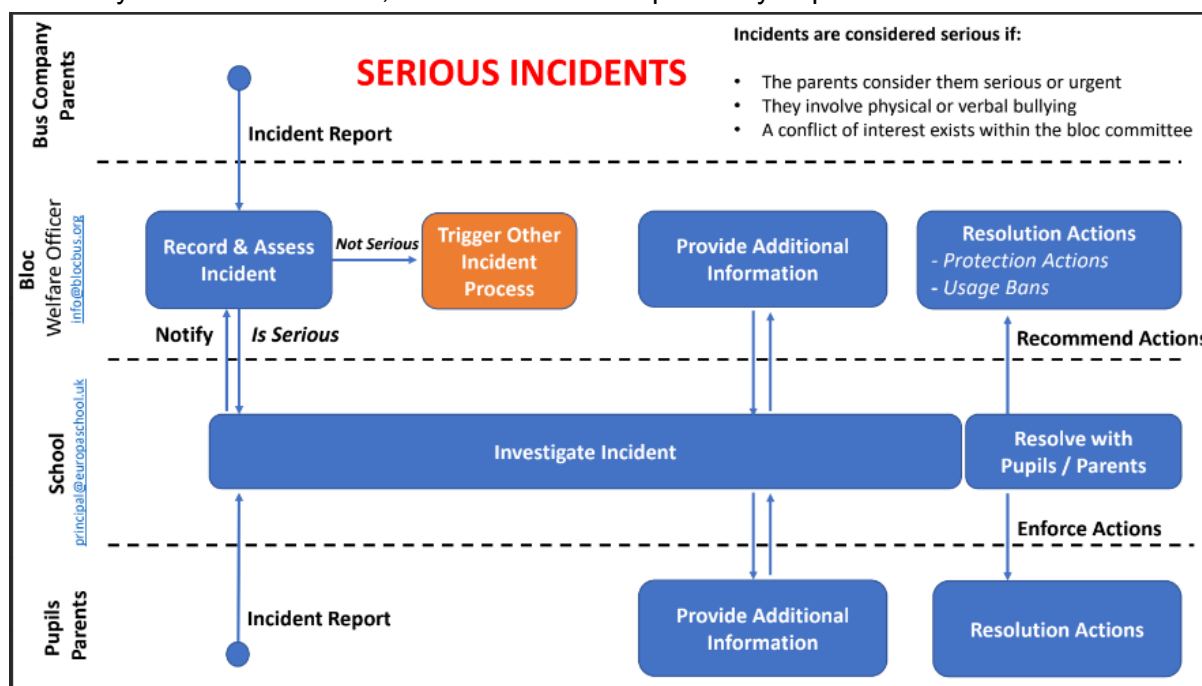 SERIOUS INCIDENTS
Incidents are considered serious if:
• The parents consider them serious or urgent
• They involve physical or verbal bullying
• A conflict of interest exists within the bloc committee
Bus Company
Parents
Incident Report
Bloc
Welfare Officer
info@blocbus.org
Record & Assess
Incident
Not Serious
Trigger Other
Incident
Process
Provide Additional
Information
Resolution Actions
- Protection Actions
- Usage Bans
Notify
Is Serious
Recommend Actions
School
principal@europaschool.uk
Investigate Incident
Resolve with
Pupils / Parents
Enforce Actions
Pupils
Parents
Incident Report
Provide Additional
Information
Resolution Actions